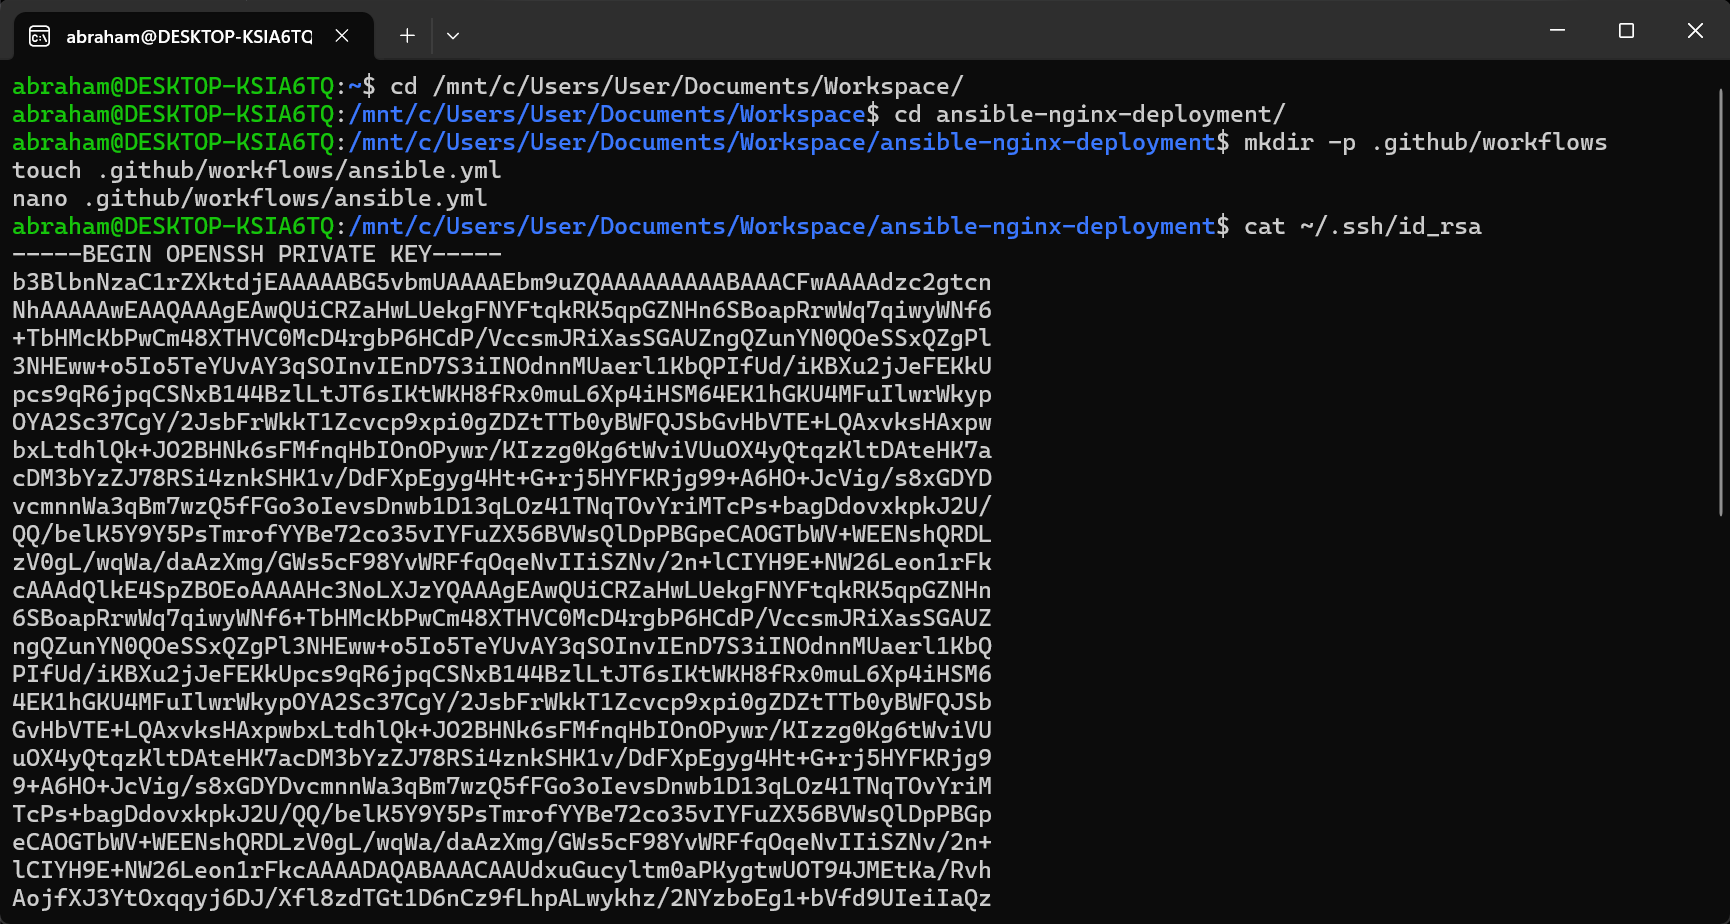 abraham@DESKTOP-KSIA6TQ
abraham@DESKTOP-KSIA6TQ:~$ cd /mnt/c/Users/User/Documents/Workspace/
abraham@DESKTOP-KSIA6TQ:/mnt/c/Users/User/Documents/Workspace$ cd ansible-nginx-deployment/
abraham@DESKTOP-KSIA6TQ:/mnt/c/Users/User/Documents/Workspace/ansible-nginx-deployment$ mkdir -p .github/workflows
touch .github/workflows/ansible.yml
nano .github/workflows/ansible.yml
abraham@DESKTOP-KSIA6TQ:/mnt/c/Users/User/Documents/Workspace/ansible-nginx-deployment$ cat ~/.ssh/id_rsa
-----BEGIN OPENSSH PRIVATE KEY-----
b3BlbnNzaC1rZXktdjEAAAAABG5vbmUAAAAEbm9uZQAAAAAAAAABAAACFwAAAAdzc2gtcn
NhAAAAAwEAAQAAAgEAwQUiCRZaHwLUekgFNYFtqkRK5qpGZNHn6SBoapRrwWq7qiwyWNf6
+TbHMcKbPwCm48XTHVC0McD4rgbP6HCdP/VccsmJRiXasSGAUZngQZunYN0QOeSSxQZgPl
3NHEww+o5Io5TeYUvAY3qSOInvIEnD7S3iINOdnnMUaerl1KbQPIfUd/iKBXu2jJeFEKkU
pcs9qR6jpqCSNxB144BzlLtJT6sIKtWKH8fRx0muL6Xp4iHSM64EK1hGKU4MFuIlwrWkyp
OYA2Sc37CgY/2JsbFrWkkT1Zcvcp9xpi0gZDZtTTb0yBWFQJSbGvHbVTE+LQAxvksHAxpw
bxLtdhlQk+JO2BHNk6sFMfnqHbIOnOPywr/KIzzg0Kg6tWviVUuOX4yQtqzKltDAteHK7a
cDM3bYzZJ78RSi4znkSHK1v/DdFXpEgyg4Ht+G+rj5HYFKRjg99+A6HO+JcVig/s8xGDYD
vcmnnWa3qBm7wzQ5fFGo3oIevsDnwb1D13qLOz41TNqTOvYriMTcPs+bagDdovxkpkJ2U/
QQ/belK5Y9Y5PsTmrofYYBe72co35vIYFuZX56BVWsQlDpPBGpeCAOGTbWV+WEENshQRDL
zV0gL/wqWa/daAzXmg/GWs5cF98YvWRFfqOqeNvIIiSZNv/2n+lCIYH9E+NW26Leon1rFk
cAAAdQlkE4SpZBOEoAAAAHc3NoLXJzYQAAAgEAwQUiCRZaHwLUekgFNYFtqkRK5qpGZNHn
6SBoapRrwWq7qiwyWNf6+TbHMcKbPwCm48XTHVC0McD4rgbP6HCdP/VccsmJRiXasSGAUZ
ngQZunYN0QOeSSxQZgPl3NHEww+o5Io5TeYUvAY3qSOInvIEnD7S3iINOdnnMUaerl1KbQ
PIfUd/iKBXu2jJeFEKkUpcs9qR6jpqCSNxB144BzlLtJT6sIKtWKH8fRx0muL6Xp4iHSM6
4EK1hGKU4MFuIlwrWkypOYA2Sc37CgY/2JsbFrWkkT1Zcvcp9xpi0gZDZtTTb0yBWFQJSb
GvHbVTE+LQAxvksHAxpwbxLtdhlQk+JO2BHNk6sFMfnqHbIOnOPywr/KIzzg0Kg6tWviVU
uOX4yQtqzKltDAteHK7acDM3bYzZJ78RSi4znkSHK1v/DdFXpEgyg4Ht+G+rj5HYFKRjg9
9+A6HO+JcVig/s8xGDYDvcmnnWa3qBm7wzQ5fFGo3oIevsDnwb1D13qLOz41TNqTOvYriM
TcPs+bagDdovxkpkJ2U/QQ/belK5Y9Y5PsTmrofYYBe72co35vIYFuZX56BVWsQlDpPBGp
eCAOGTbWV+WEENshQRDLzV0gL/wqWa/daAzXmg/GWs5cF98YvWRFfqOqeNvIIiSZNv/2n+
lCIYH9E+NW26Leon1rFkcAAAADAQABAAACAAUdxuGucyltm0aPKygtwUOT94JMEtKa/Rvh
AojfXJ3YtOxqqyj6DJ/Xfl8zdTGt1D6nCz9fLhpALwykhz/2NYzboEg1+bVfd9UIeiIaQz